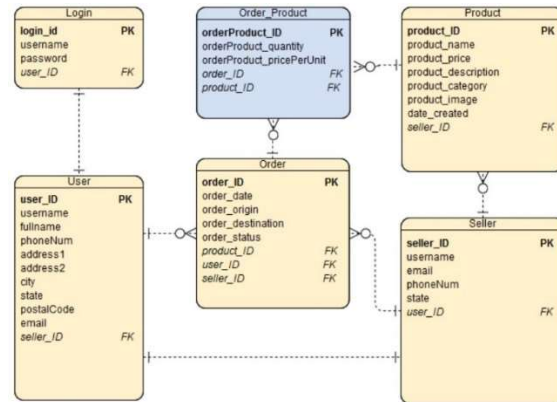 Login
login_id PK
username
password
user_ID FK
Order_Product
orderProduct_ID PK
orderProduct_quantity
orderProduct_pricePerUnit
order_ID FK
product_ID FK
Product
product_ID PK
product_name
product_price
product_description
product_category
product_image
date_created
seller_ID FK
User
user_ID PK
username
fullname
phoneNum
address1
address2
city
state
postalCode
email
seller_ID FK
Order
order_ID PK
order_date
order_origin
order_destination
order_status
product_ID FK
user_ID FK
seller_ID FK
Seller
seller_ID PK
username
email
phoneNum
state
user_ID FK